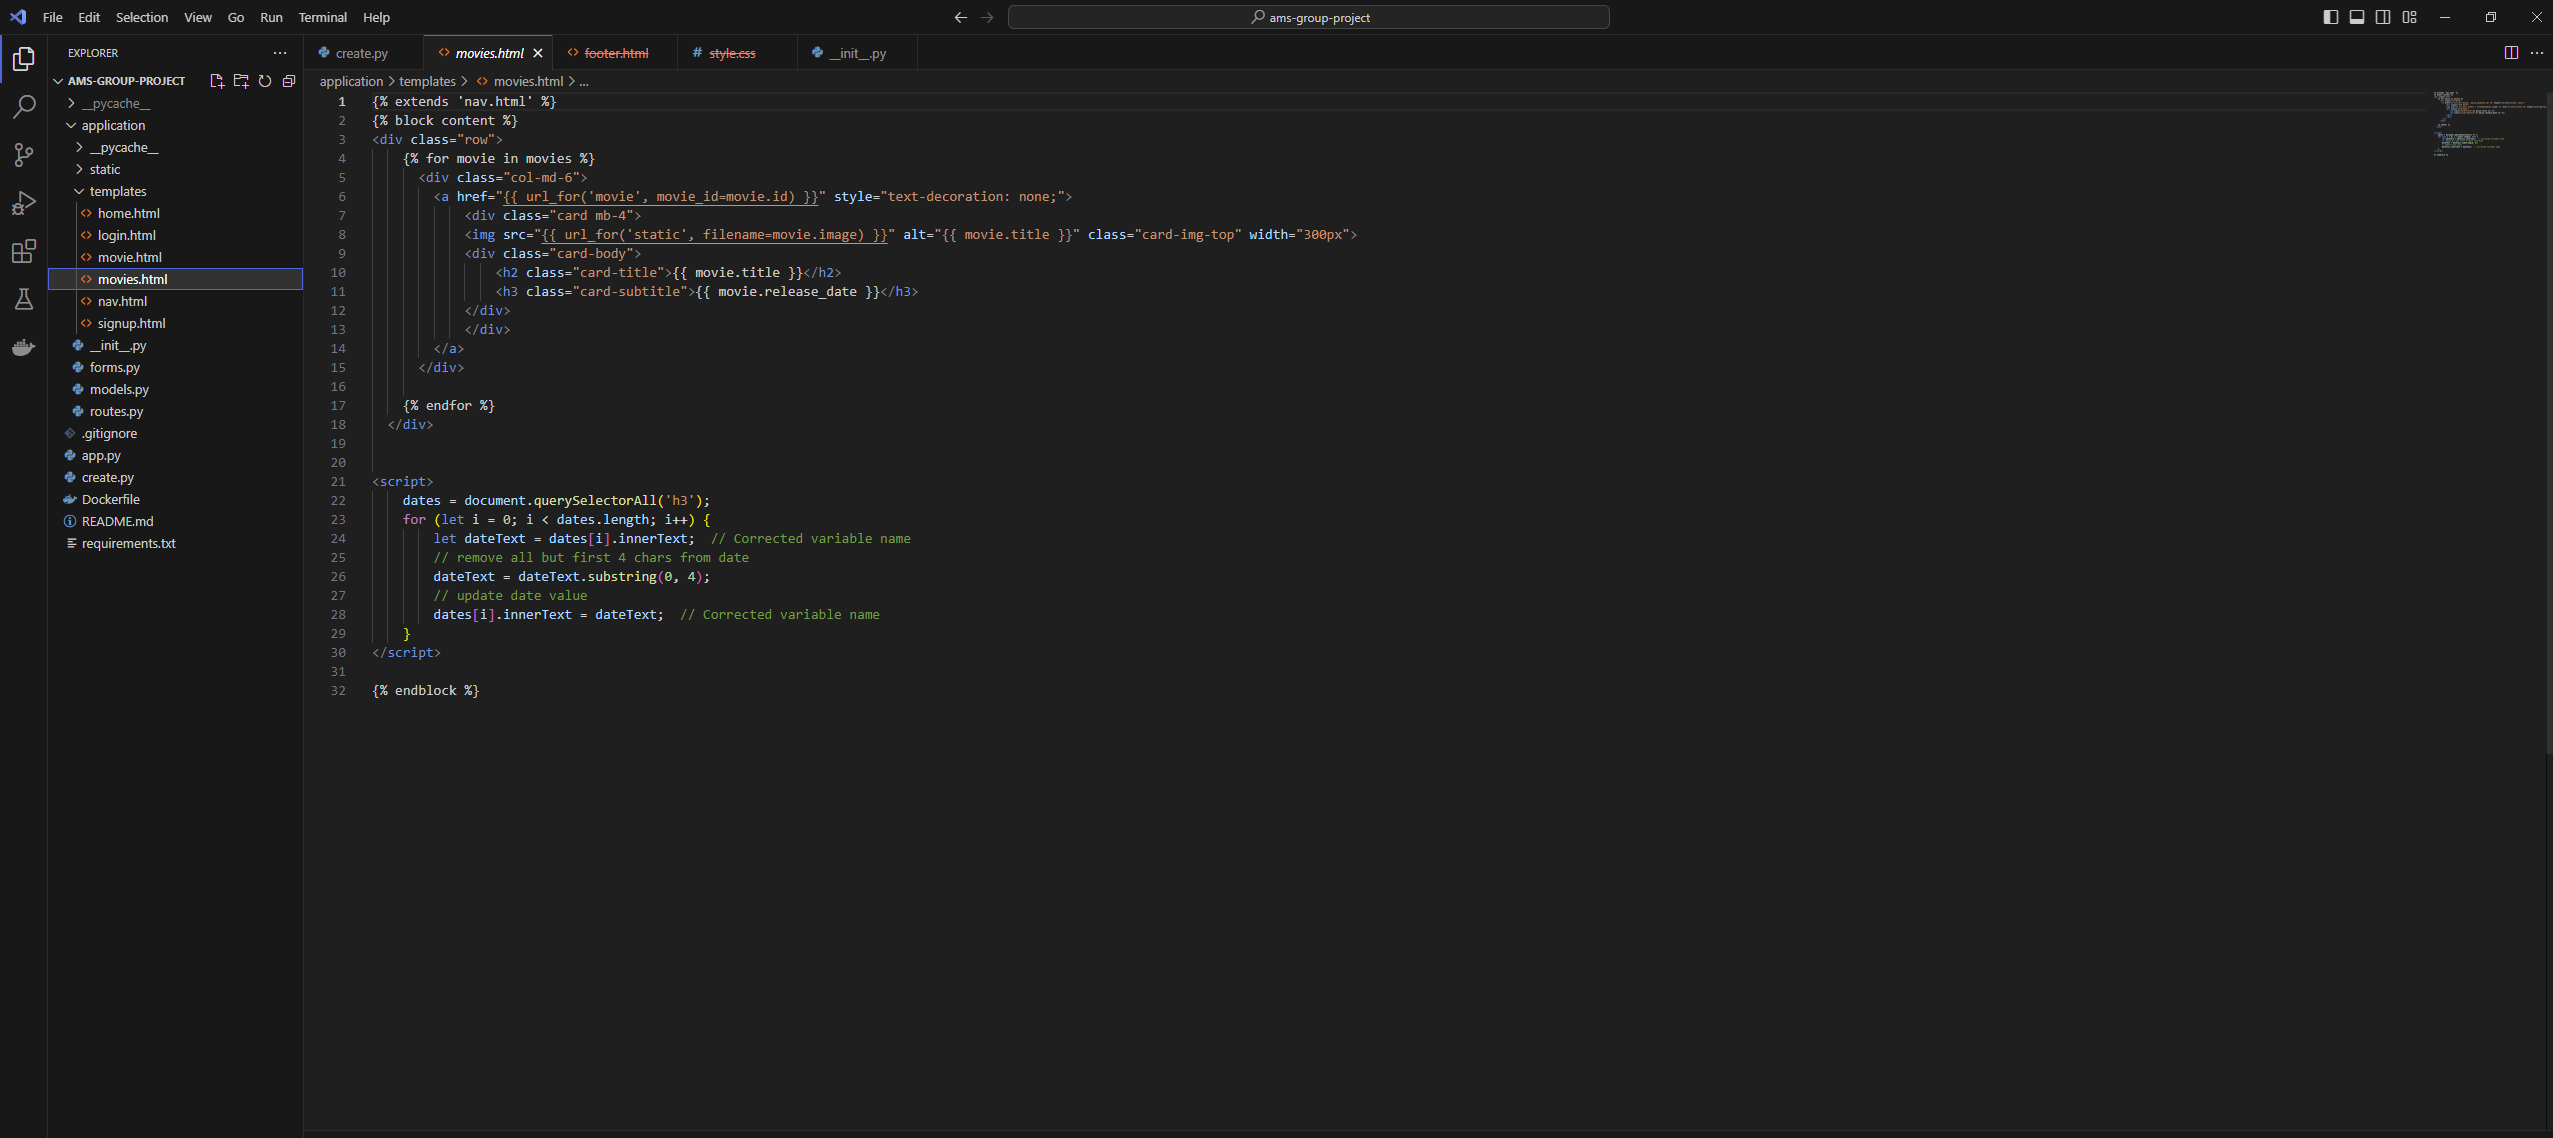 File Edit Selection View Go Run Terminal Help
ams-group-project
EXPLORER
AMS-GROUP-PROJECT
__pycache__
application
__pycache__
static
templates
home.html
login.html
movie.html
movies.html
nav.html
signup.html
__init__.py
forms.py
models.py
routes.py
.gitignore
app.py
create.py
Dockerfile
README.md
requirements.txt
create.py movies.html footer.html style.css __init__.py
application > templates > movies.html > ...
1 {% extends 'nav.html' %}
2 {% block content %}
3 <div class="row">
4 {% for movie in movies %}
5 <div class="col-md-6">
6 <a href="{{ url_for('movie', movie_id=movie.id) }}" style="text-decoration: none;">
7 <div class="card mb-4">
8 <img src="{{ url_for('static', filename=movie.image) }}" alt="{{ movie.title }}" class="card-img-top" width="300px">
9 <div class="card-body">
10 <h2 class="card-title">{{ movie.title }}</h2>
11 <h3 class="card-subtitle">{{ movie.release_date }}</h3>
12 </div>
13 </div>
14 </a>
15 </div>
16
17 {% endfor %}
18 </div>
19
20
21 <script>
22 dates = document.querySelectorAll('h3');
23 for (let i = 0; i < dates.length; i++) {
24 let dateText = dates[i].innerText; // Corrected variable name
25 // remove all but first 4 chars from date
26 dateText = dateText.substring(0, 4);
27 // update date value
28 dates[i].innerText = dateText; // Corrected variable name
29 }
30 </script>
31
32 {% endblock %}